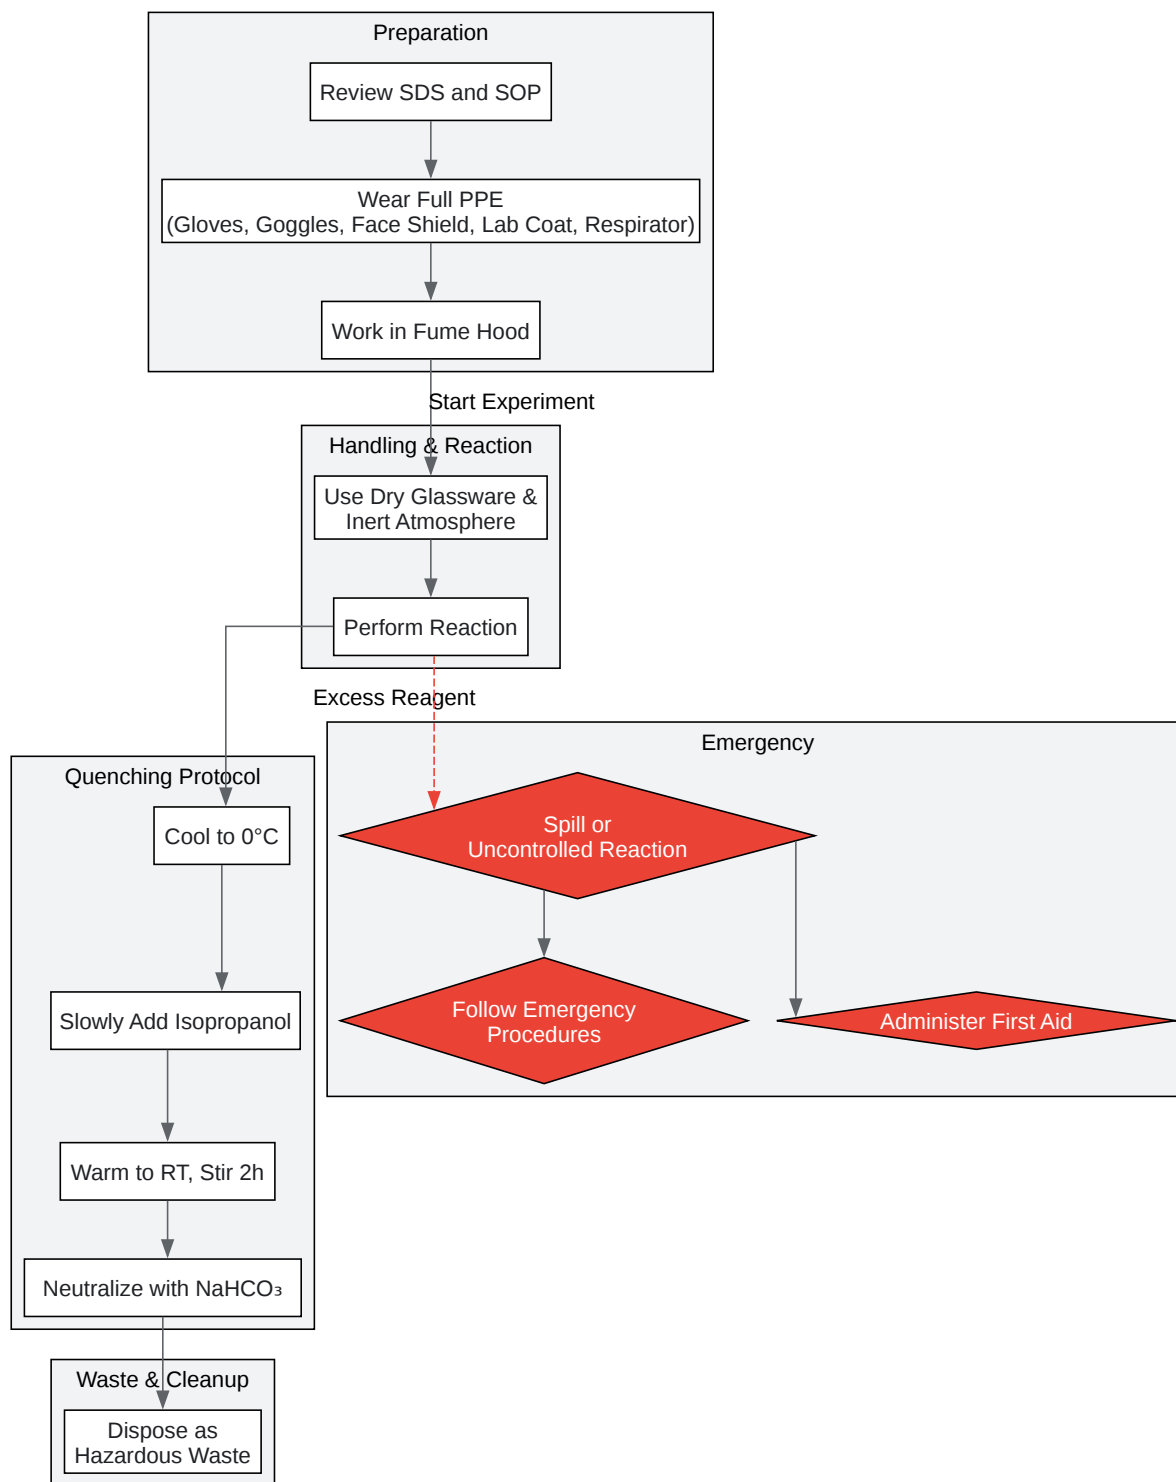 Preparation
Review SDS and SOP
Wear Full PPE
(Gloves, Goggles, Face Shield, Lab Coat, Respirator)
Work in Fume Hood
Start Experiment
Handling & Reaction
Use Dry Glassware &
Inert Atmosphere
Perform Reaction
Excess Reagent
Emergency
Spill or
Uncontrolled Reaction
Follow Emergency
Procedures
Administer First Aid
Quenching Protocol
Cool to 0°C
Slowly Add Isopropanol
Warm to RT, Stir 2h
Neutralize with NaHCO₃
Waste & Cleanup
Dispose as
Hazardous Waste